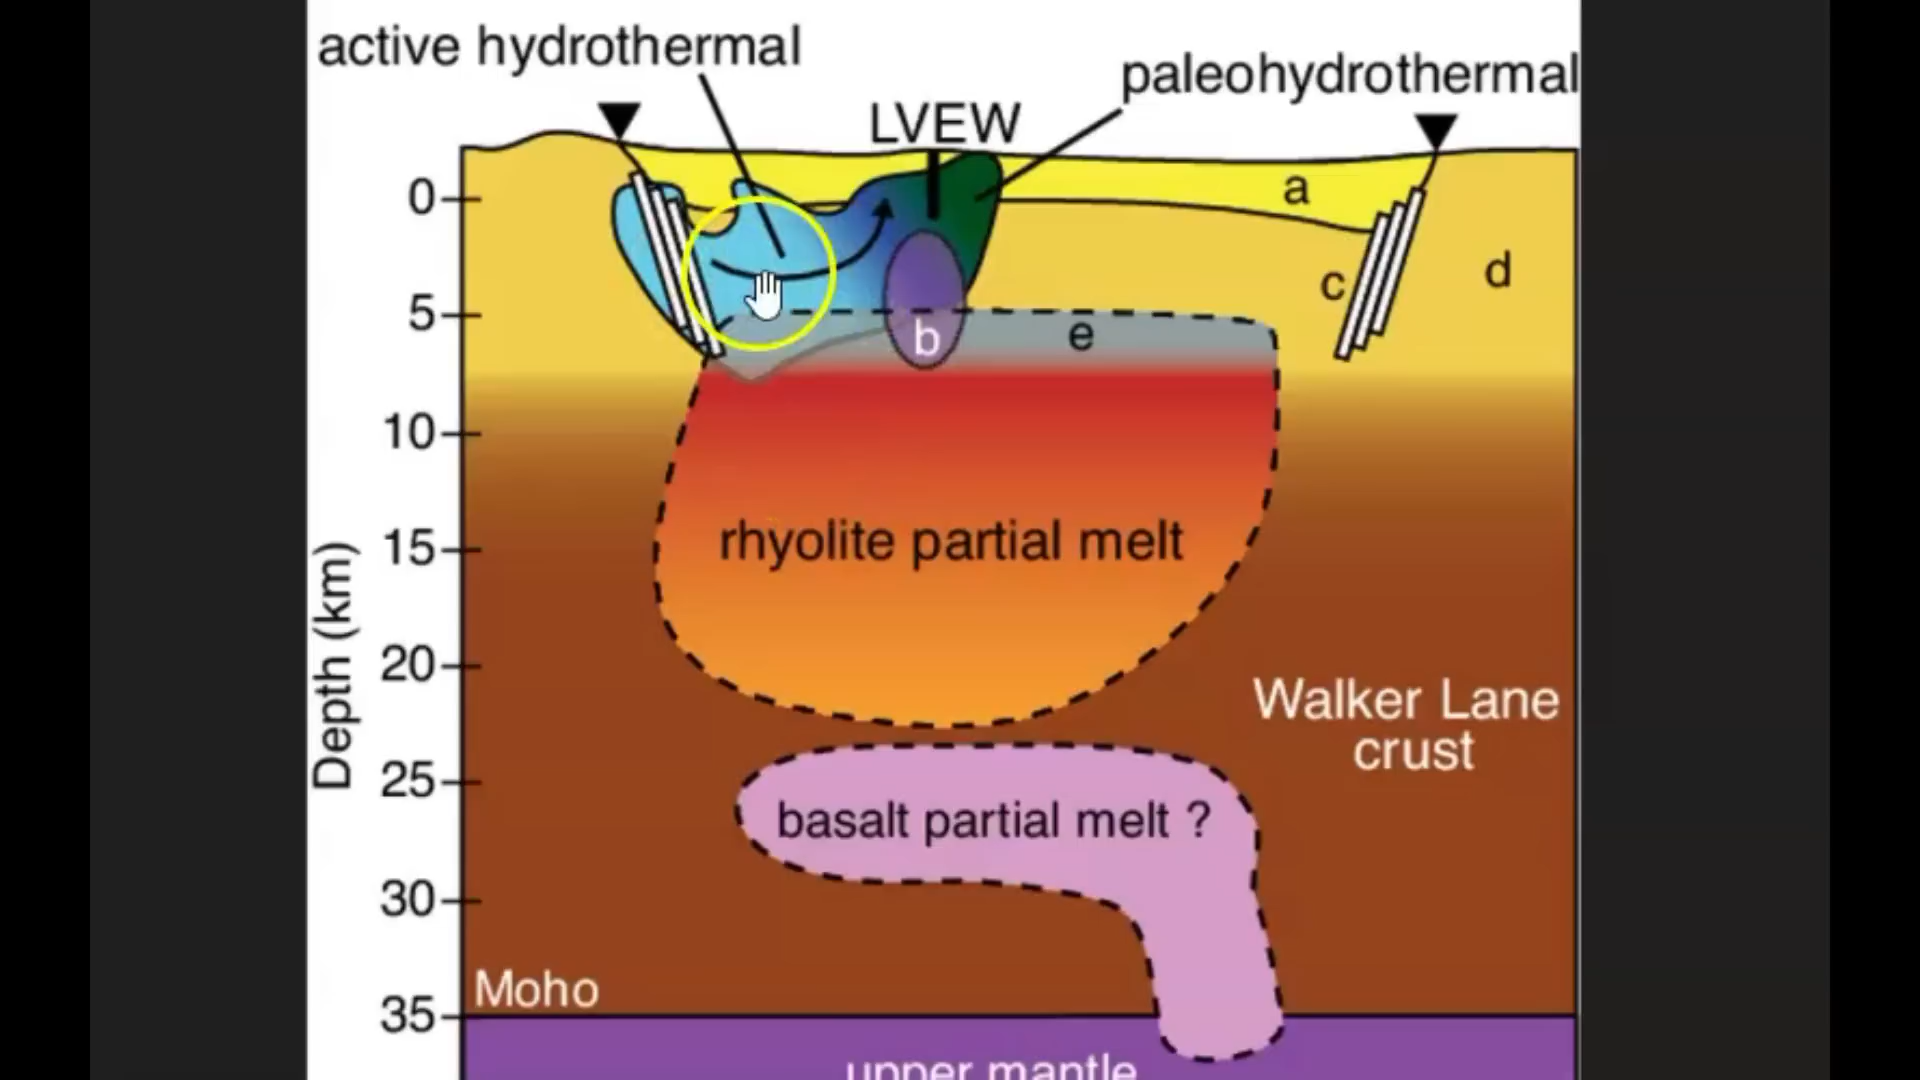 active hydrothermal
paleohydrothermal
LVEW
a
0
c
d
5
b
e
10
15
rhyolite partial melt
20
Walker Lane
crust
25
basalt partial melt ?
30
Moho
35
upper mantle
Depth (km)